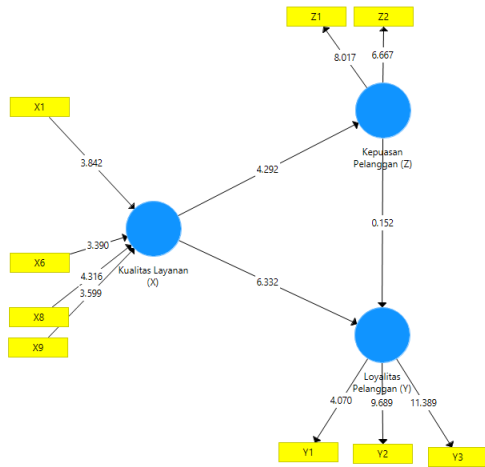 Z1
Z2
8.017
6.667
X1
3.842
Kepuasan
Pelanggan (Z)
4.292
0.152
3.390
X6
4.316
3.599
Kualitas Layanan
(X)
6.332
X8
X9
Loyalitas
Pelanggan (Y)
4.070
9.689
11.389
Y1
Y2
Y3